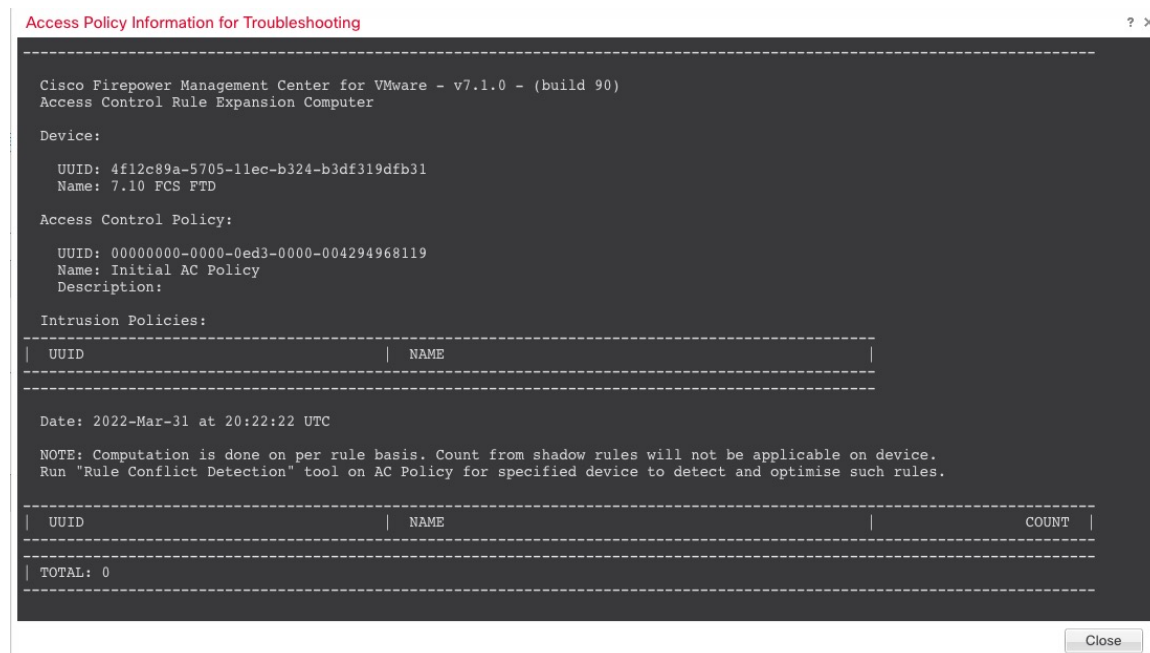 Access Policy Information for Troubleshooting ? ×
Cisco Firepower Management Center for VMware - v7.1.0 - (build 90)
Access Control Rule Expansion Computer
Device:
UUID: 4f12c89a-5705-11ec-b324-b3df319dfb31
Name: 7.10 FCS FTD
Access Control Policy:
UUID: 00000000-0000-0ed3-0000-004294968119
Name: Initial AC Policy
Description:
Intrusion Policies:
| UUID | NAME |
Date: 2022-Mar-31 at 20:22:22 UTC
NOTE: Computation is done on per rule basis. Count from shadow rules will not be applicable on device.
Run "Rule Conflict Detection" tool on AC Policy for specified device to detect and optimise such rules.
| UUID | NAME | COUNT |
| TOTAL: 0
Close